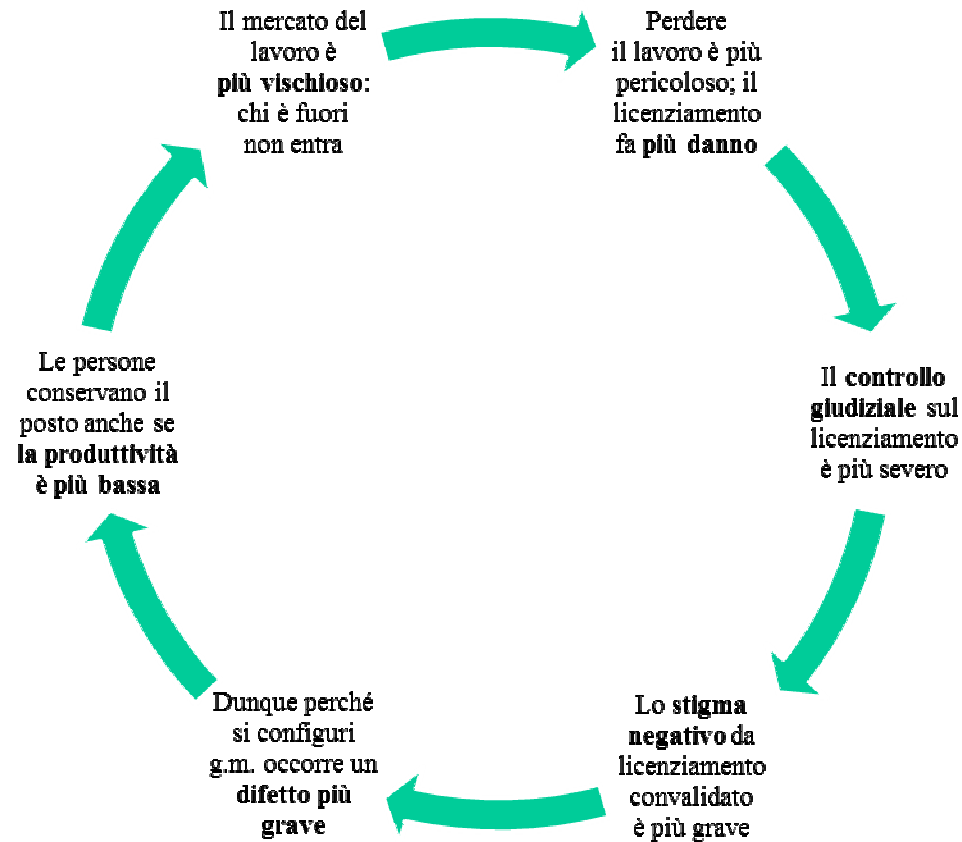 Il mercato del
lavoro è
più vischioso:
chi è fuori
non entra
Perdere
il lavoro è più
pericoloso; il
licenziamento
fa più danno
Il controllo
giudiziale sul
licenziamento
è più severo
Lo stigma
negativo da
licenziamento
convalidato
è più grave
Dunque perché
si configuri
g.m. occorre un
difetto più
grave
Le persone
conservano il
posto anche se
la produttività
è più bassa